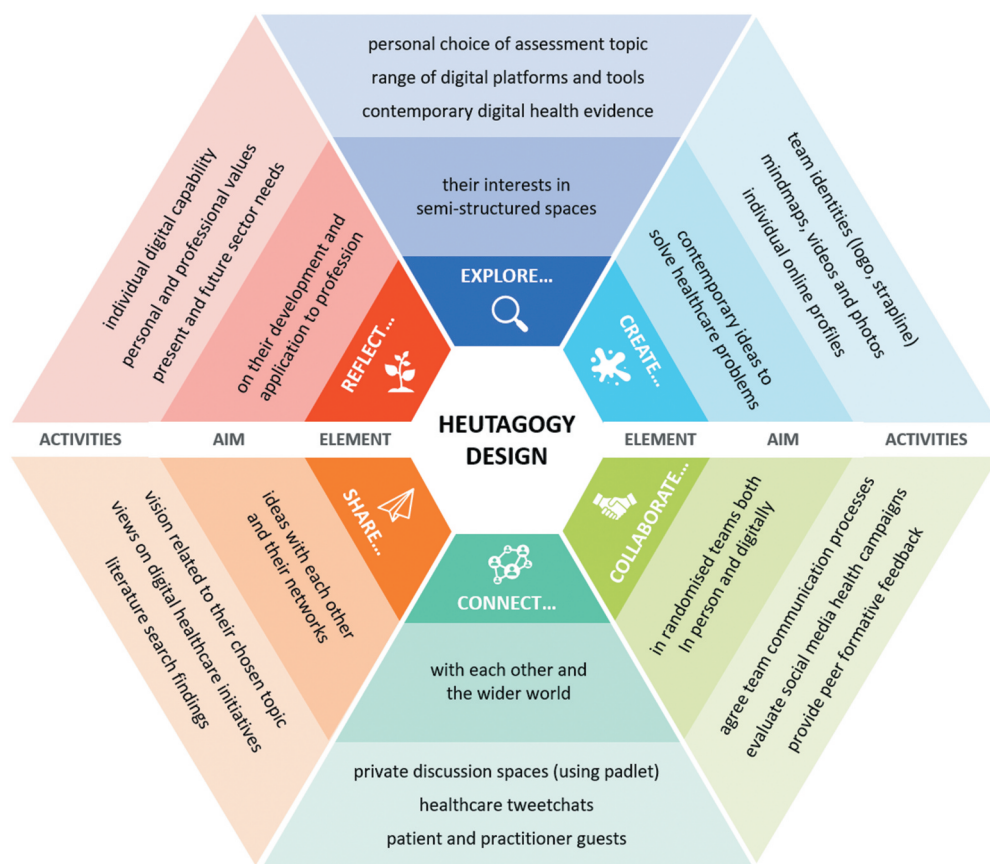 personal choice of assessment topic
range of digital platforms and tools
contemporary digital health evidence
their interests in
semi-structured spaces
EXPLORE...
team identities (logo, strapline)
mindmaps, videos and photos
individual online profiles
contemporary ideas to
solve healthcare problems
CREATE...
individual digital capability
personal and professional values
present and future sector needs
on their development and
application to profession
REFLECT...
HEUTAGOGY
DESIGN
ACTIVITIES
AIM
ELEMENT
ELEMENT
AIM
ACTIVITIES
SHARE...
ideas with each other
and their networks
vision related to their chosen topic
views on digital healthcare initiatives
literature search findings
COLLABORATE...
in randomised teams both
In person and digitally
agree team communication processes
evaluate social media health campaigns
provide peer formative feedback
CONNECT...
with each other and
the wider world
private discussion spaces (using padlet)
healthcare tweetchats
patient and practitioner guests